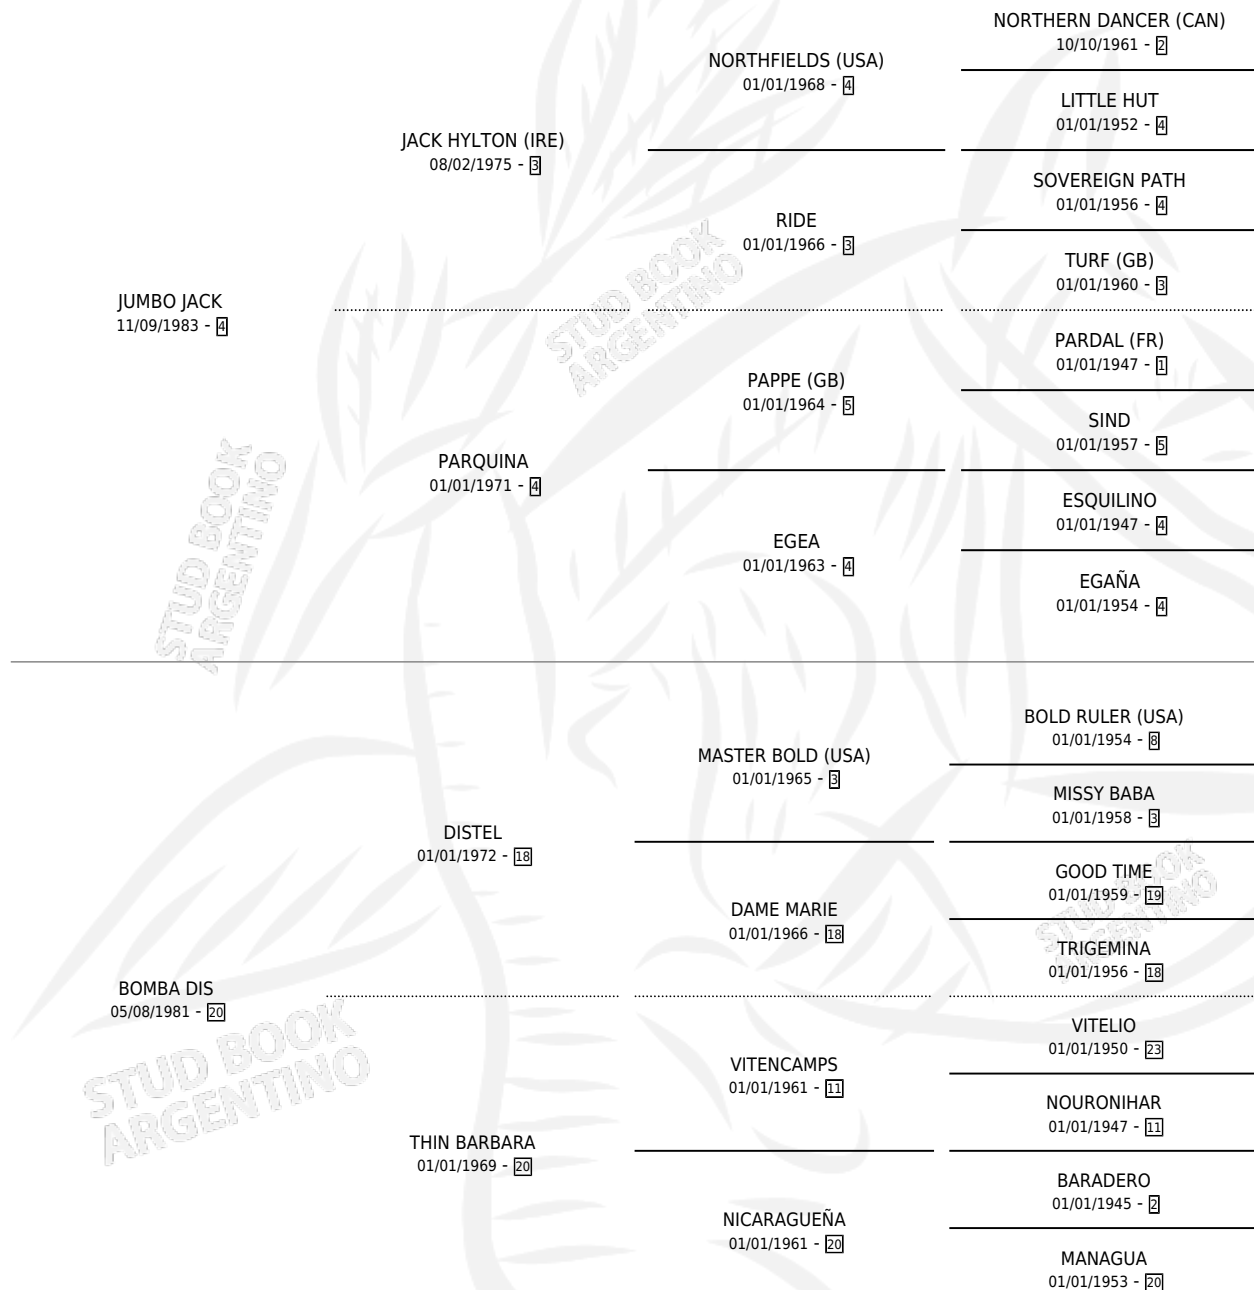 NORTHERN DANCER (CAN)
10/10/1961 - 2
NORTHFIELDS (USA)
01/01/1968 - 4
LITTLE HUT
01/01/1952 - 4
JACK HYLTON (IRE)
08/02/1975 - 3
SOVEREIGN PATH
01/01/1956 - 4
RIDE
01/01/1966 - 3
TURF (GB)
01/01/1960 - 3
JUMBO JACK
11/09/1983 - 4
PARDAL (FR)
01/01/1947 - 1
PAPPE (GB)
01/01/1964 - 5
SIND
01/01/1957 - 5
PARQUINA
01/01/1971 - 4
ESQUILINO
01/01/1947 - 4
EGEA
01/01/1963 - 4
EGAÑA
01/01/1954 - 4
STUD BOOK
ARGENTINO
STUD BOOK
ARGENTINO
BOLD RULER (USA)
01/01/1954 - 8
MASTER BOLD (USA)
01/01/1965 - 3
MISSY BABA
01/01/1958 - 3
DISTEL
01/01/1972 - 18
GOOD TIME
01/01/1959 - 19
DAME MARIE
01/01/1966 - 18
TRIGEMINA
01/01/1956 - 18
STUD BOOK
ARGENTINO
BOMBA DIS
05/08/1981 - 20
VITELIO
01/01/1950 - 23
VITENCAMPS
01/01/1961 - 11
NOURONIHAR
01/01/1947 - 11
THIN BARBARA
01/01/1969 - 20
BARADERO
01/01/1945 - 2
NICARAGUEÑA
01/01/1961 - 20
MANAGUA
01/01/1953 - 20
STUD BOOK
ARGENTINO